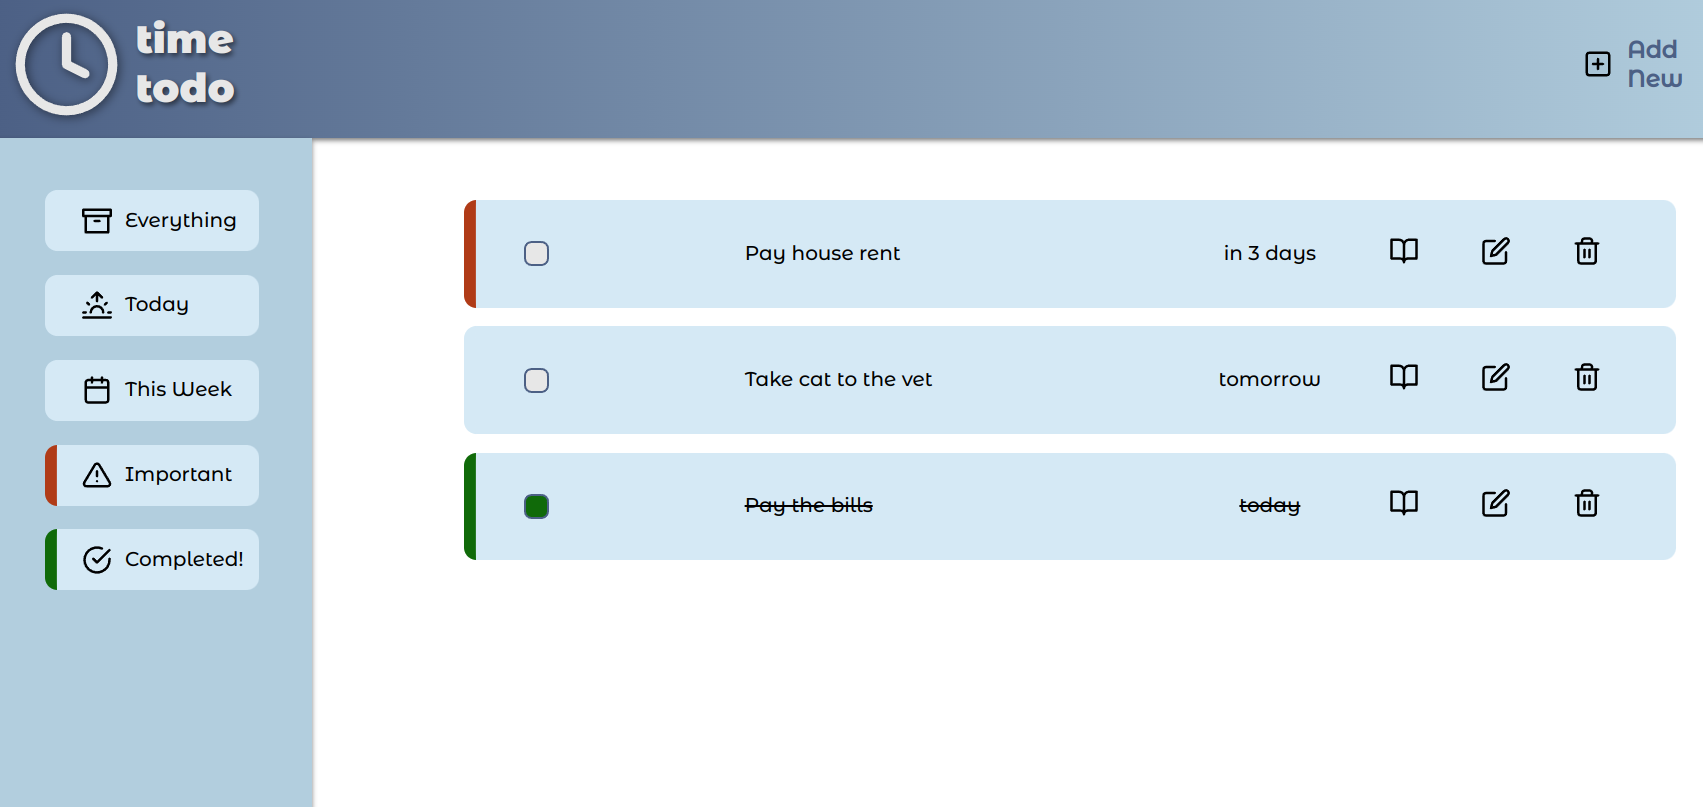 time
todo
Add
New
Everything
Today
This Week
Important
Completed!
Pay house rent in 3 days
Take cat to the vet tomorrow
Pay the bills today